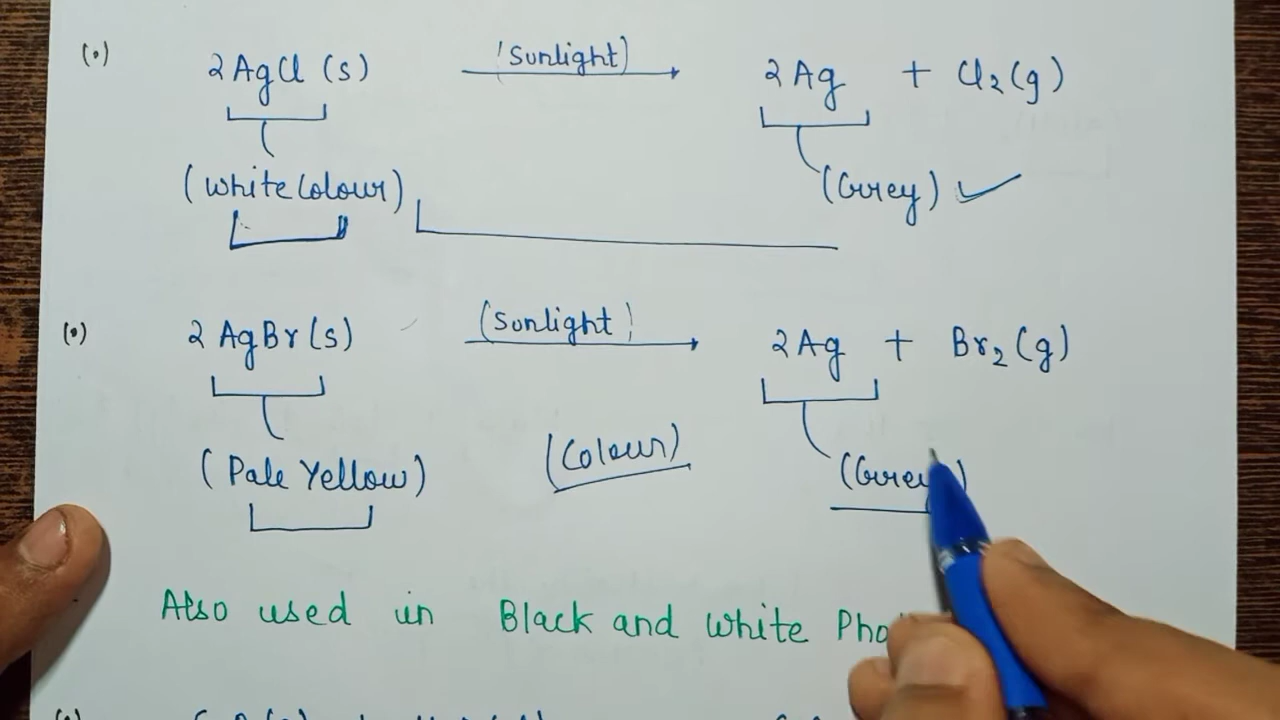 (•) 2AgCl (s) (Sunlight) 2Ag + Cl₂(g)
(White Colour) (Grey)
(•) 2AgBr(s) (Sunlight) 2Ag + Br₂(g)
(Pale Yellow) (Colour) (Grey)
Also used in Black and White